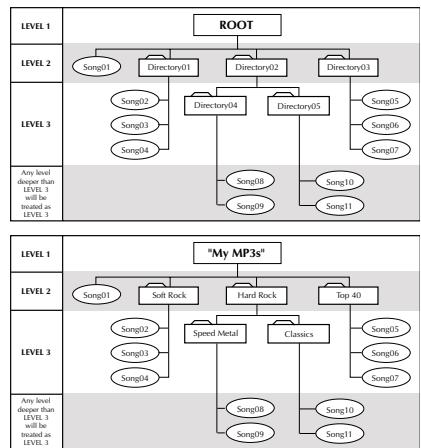 LEVEL 1
ROOT
LEVEL 2
Song01
Directory01
Directory02
Directory03
LEVEL 3
Song02
Song03
Song04
Directory04
Directory05
Song05
Song06
Song07
Any level
deeper than
LEVEL 3
will be
treated as
LEVEL 3
Song08
Song09
Song10
Song11
LEVEL 1
"My MP3s"
LEVEL 2
Song01
Soft Rock
Hard Rock
Top 40
LEVEL 3
Song02
Song03
Song04
Speed Metal
Classics
Song05
Song06
Song07
Any level
deeper than
LEVEL 3
will be
treated as
LEVEL 3
Song08
Song09
Song10
Song11